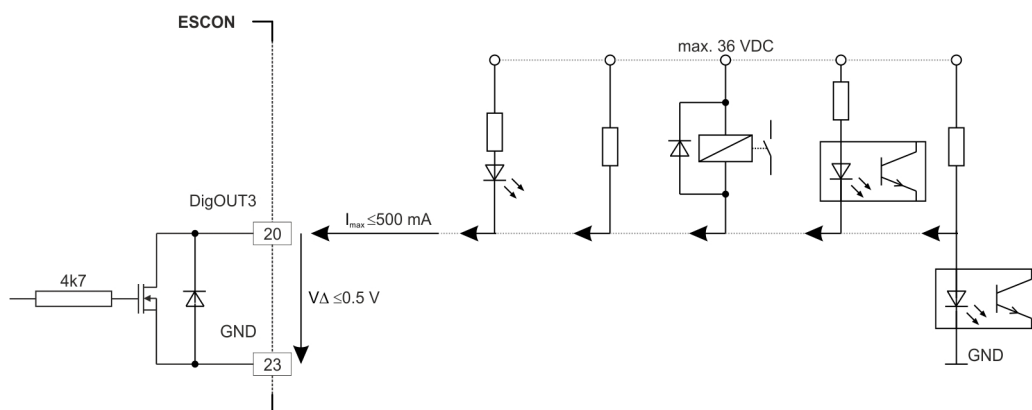 ESCON
max. 36 VDC
DigOUT3
Imax ≤500 mA
20
4k7
VΔ ≤0.5 V
GND
23
GND